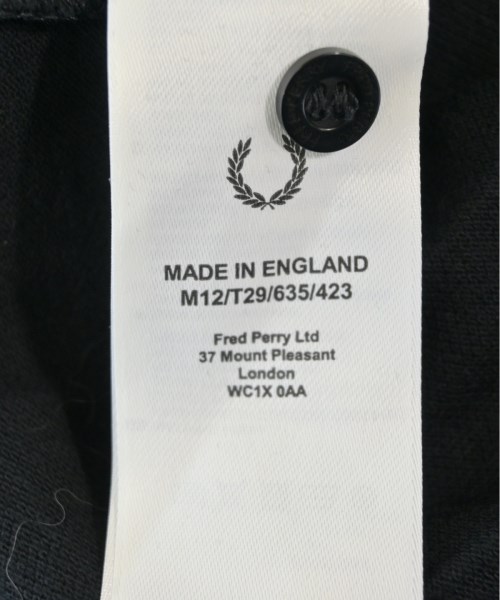 MADE IN ENGLAND
M12/T29/635/423
Fred Perry Ltd
37 Mount Pleasant
London
WC1X 0AA